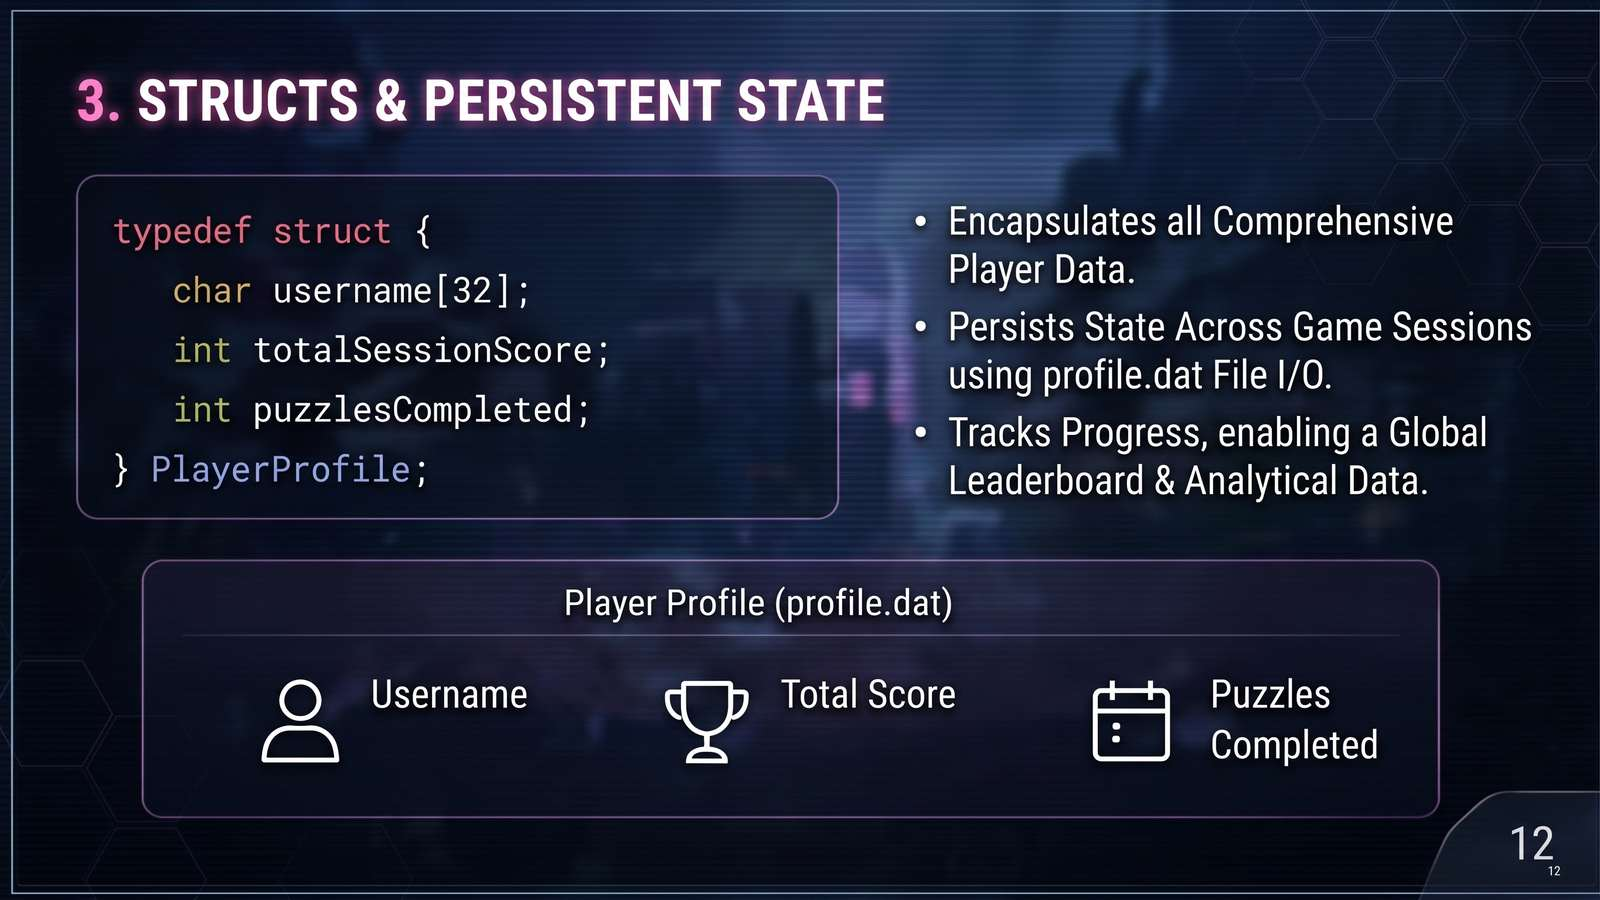 3. STRUCTS & PERSISTENT STATE
typedef struct {
char username[32];
int totalSessionScore;
int puzzlesCompleted;
} PlayerProfile;
• Encapsulates all Comprehensive
Player Data.
• Persists State Across Game Sessions
using profile.dat File I/O.
• Tracks Progress, enabling a Global
Leaderboard & Analytical Data.
Player Profile (profile.dat)
Username
Total Score
Puzzles
Completed
12
12